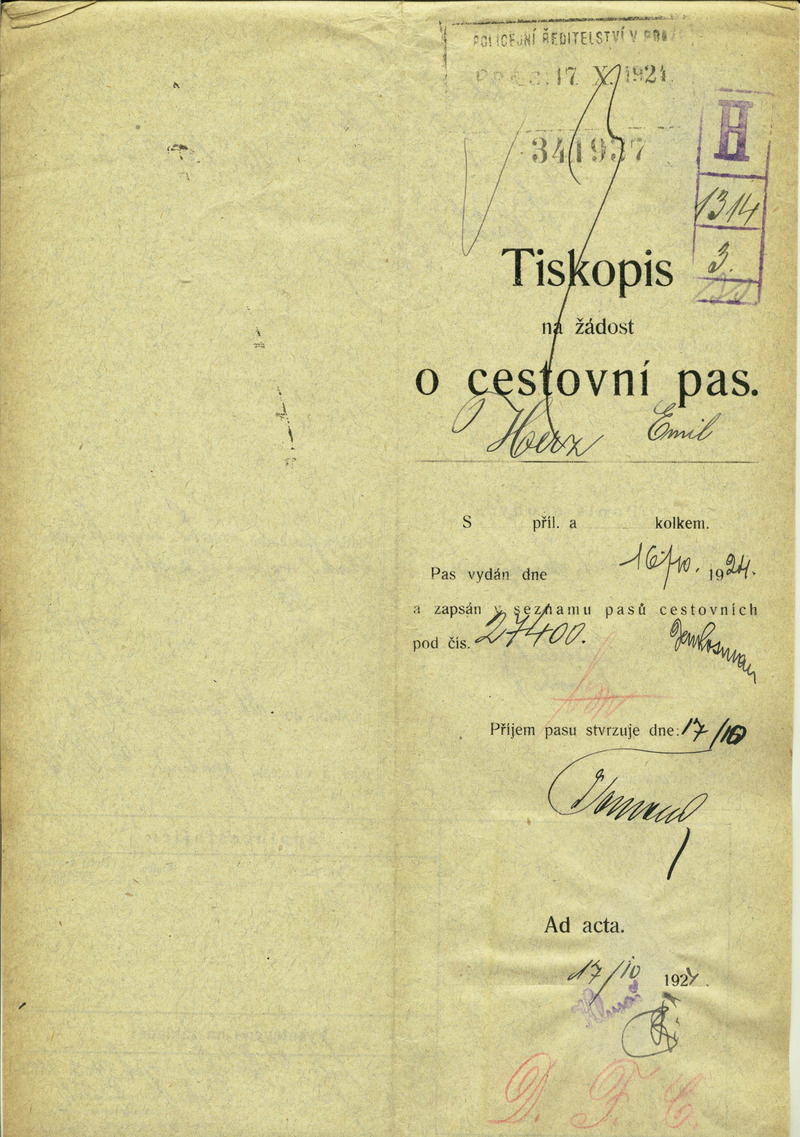 POLICEJNÍ ŘEDITELSTVÍ V PRAZE
17 X. 1924
341937
H
1314
3.
Tiskopis
na žádost
o cestovní pas.
Herz Emil
S příl. a kolkem.
Pas vydán dne 16/10. 1924.
a zapsán v seznamu pasů cestovních
pod čís. 27400.
Příjem pasu stvrzuje dne: 17/10
Ad acta.
17/10 1924.
D. F. C.